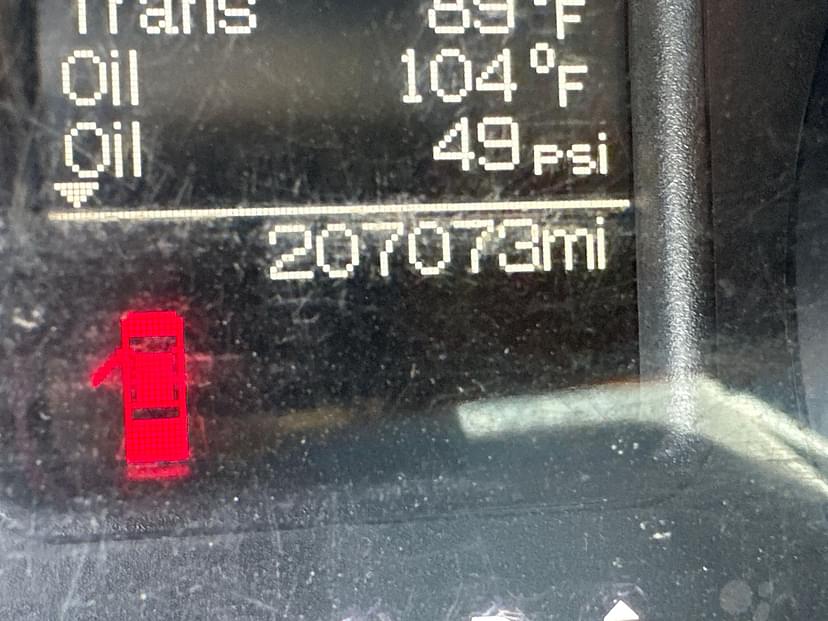 Trans 89°F
Oil 104°F
Oil 49 psi
207073mi